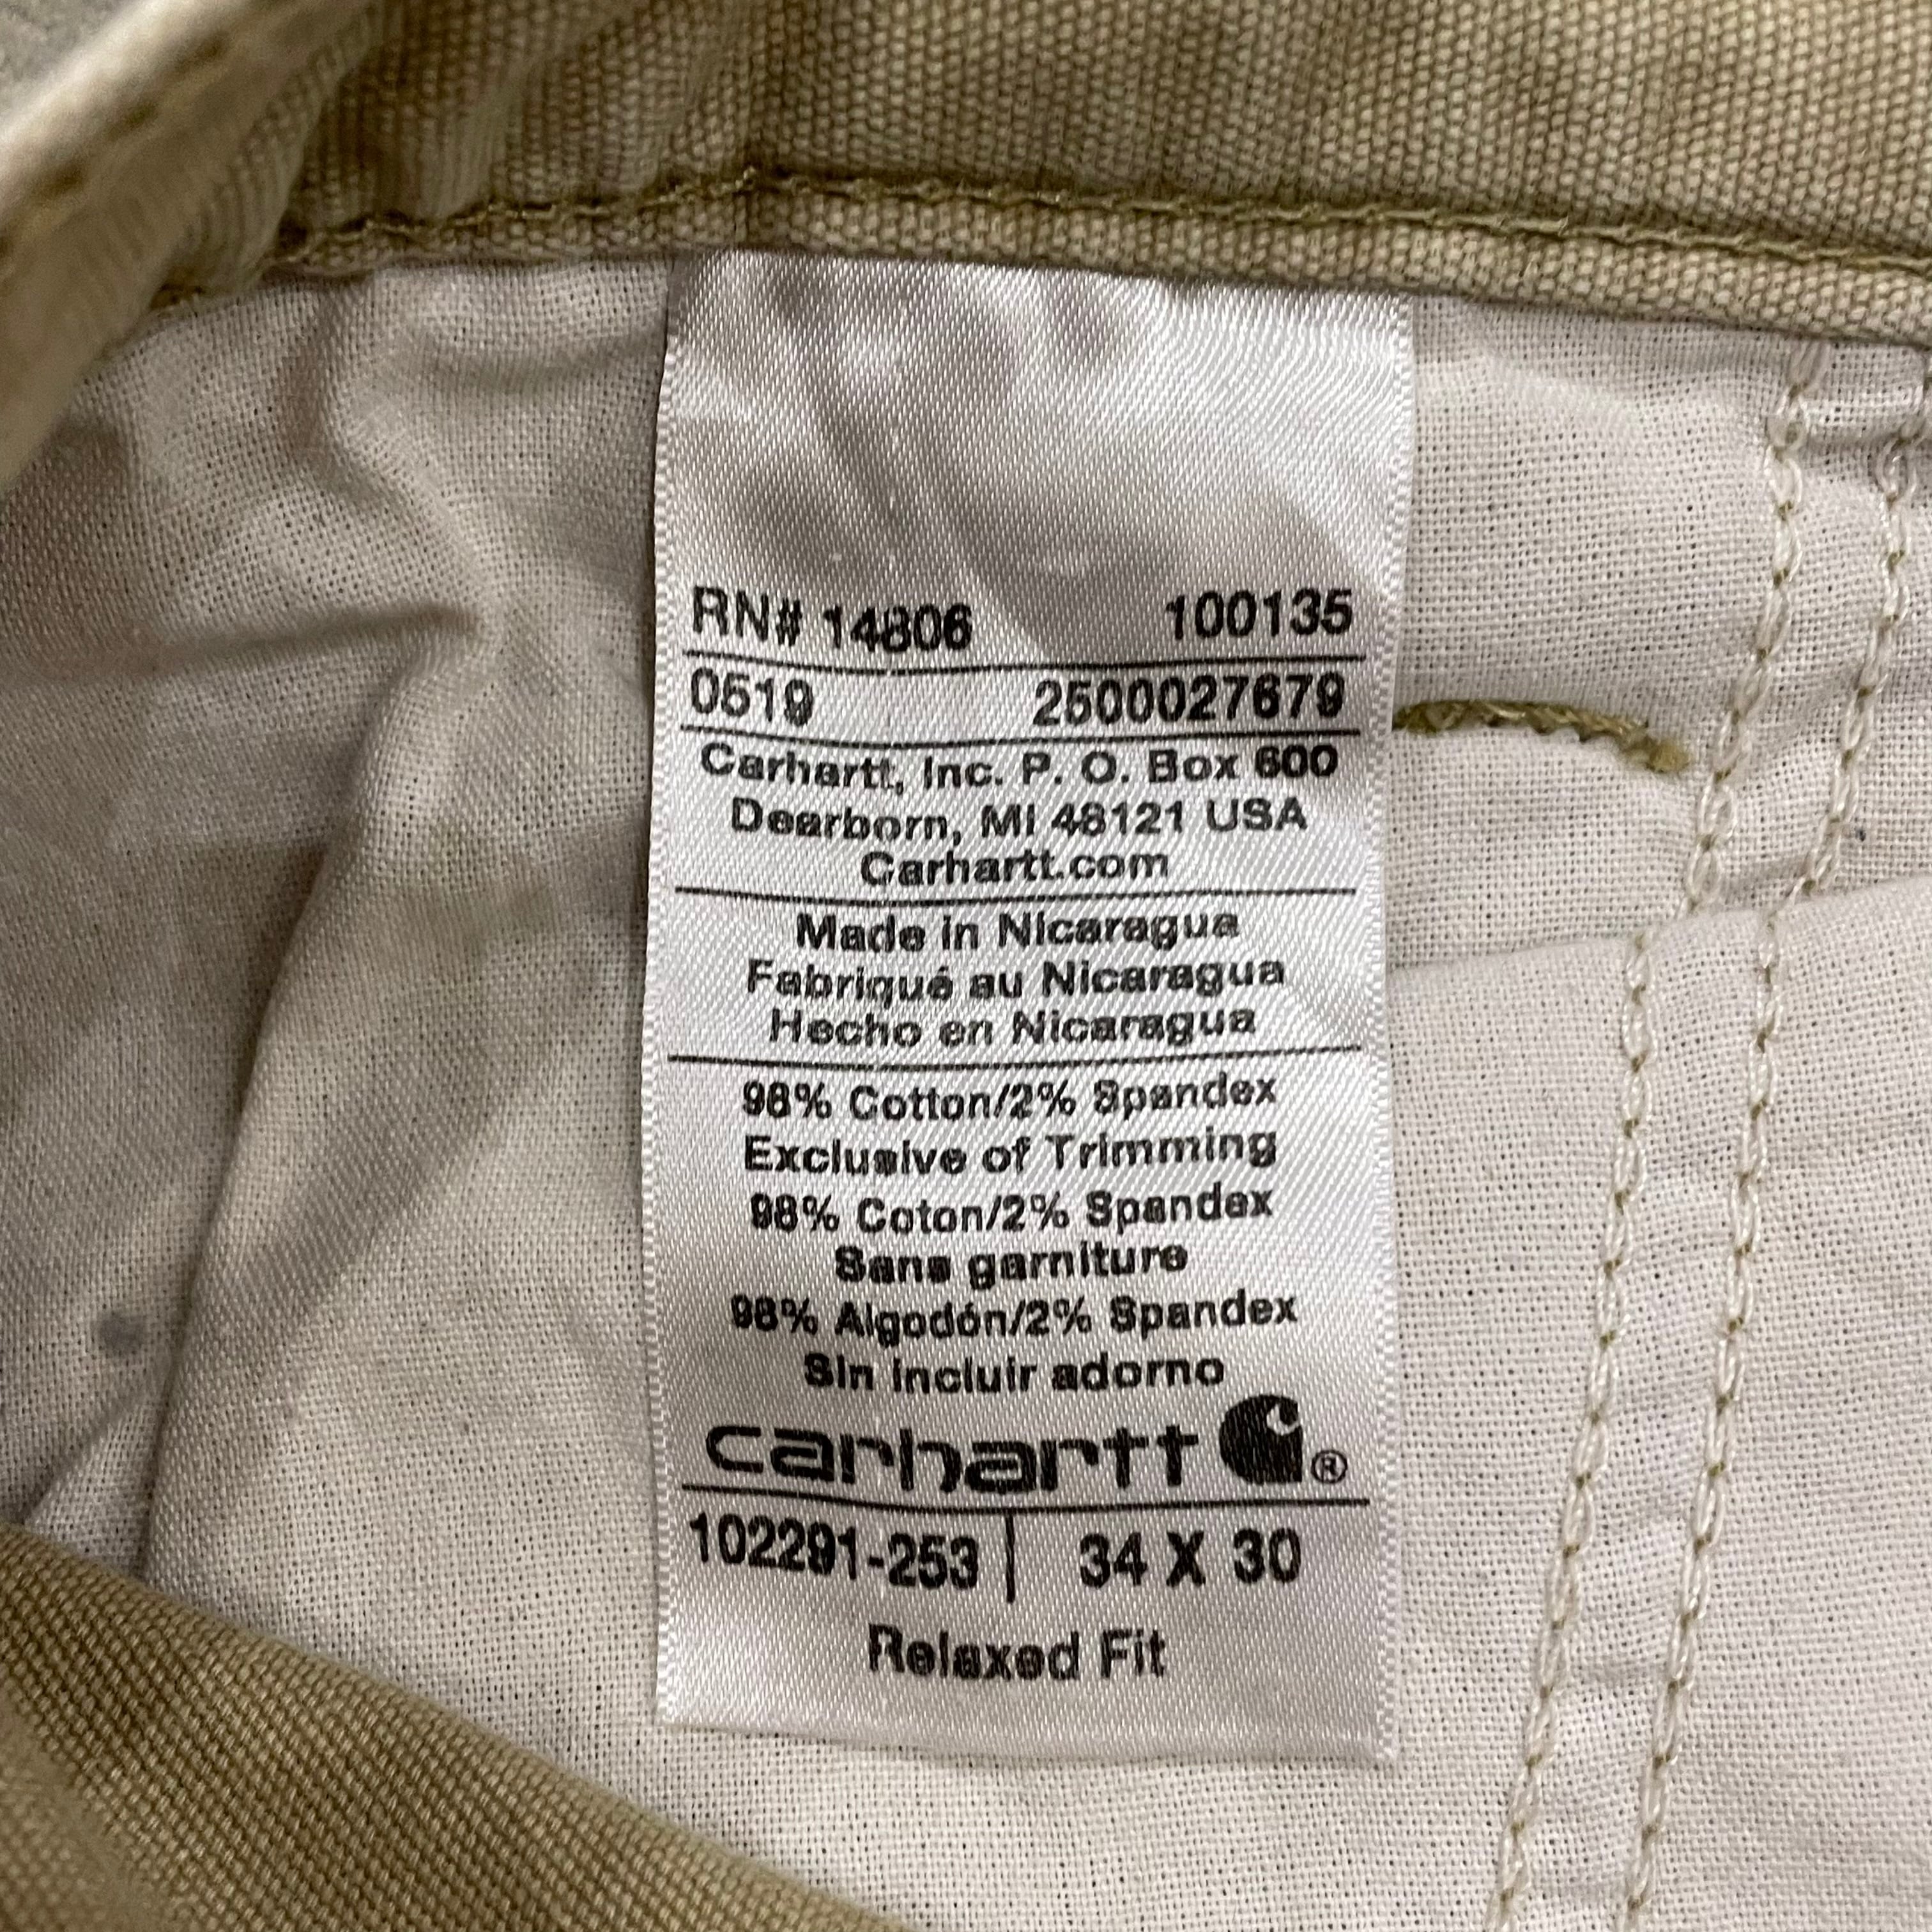 RN# 14806 100135
0519 2500027679
Carhartt, Inc. P. O. Box 600
Dearborn, MI 48121 USA
Carhartt.com
Made in Nicaragua
Fabriqué au Nicaragua
Hecho en Nicaragua
98% Cotton/2% Spandex
Exclusive of Trimming
98% Coton/2% Spandex
Sans garniture
98% Algodón/2% Spandex
Sin incluir adorno
carhartt ®
102291-253 | 34 X 30
Relaxed Fit